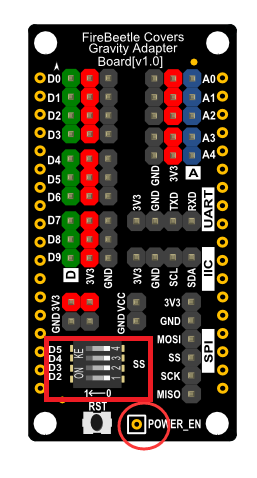 FireBeetle Covers
Gravity Adapter
Board[v1.0]
D0 A0
D1 A1
D2 A2
D3 A3
GND 3V3 A A4
D4
D5
D6
3V3 GND TXD RXD UART
D7
D8
D9
D 3V3 GND
3V3 GND SCL SDA IIC
3V3 GND
GND VCC
3V3
GND
MOSI
SS
SCK
MISO
SPI
D5
D4
D3
D2
ON KE
1 2 3 4
SS
1←0
RST
POWER_EN